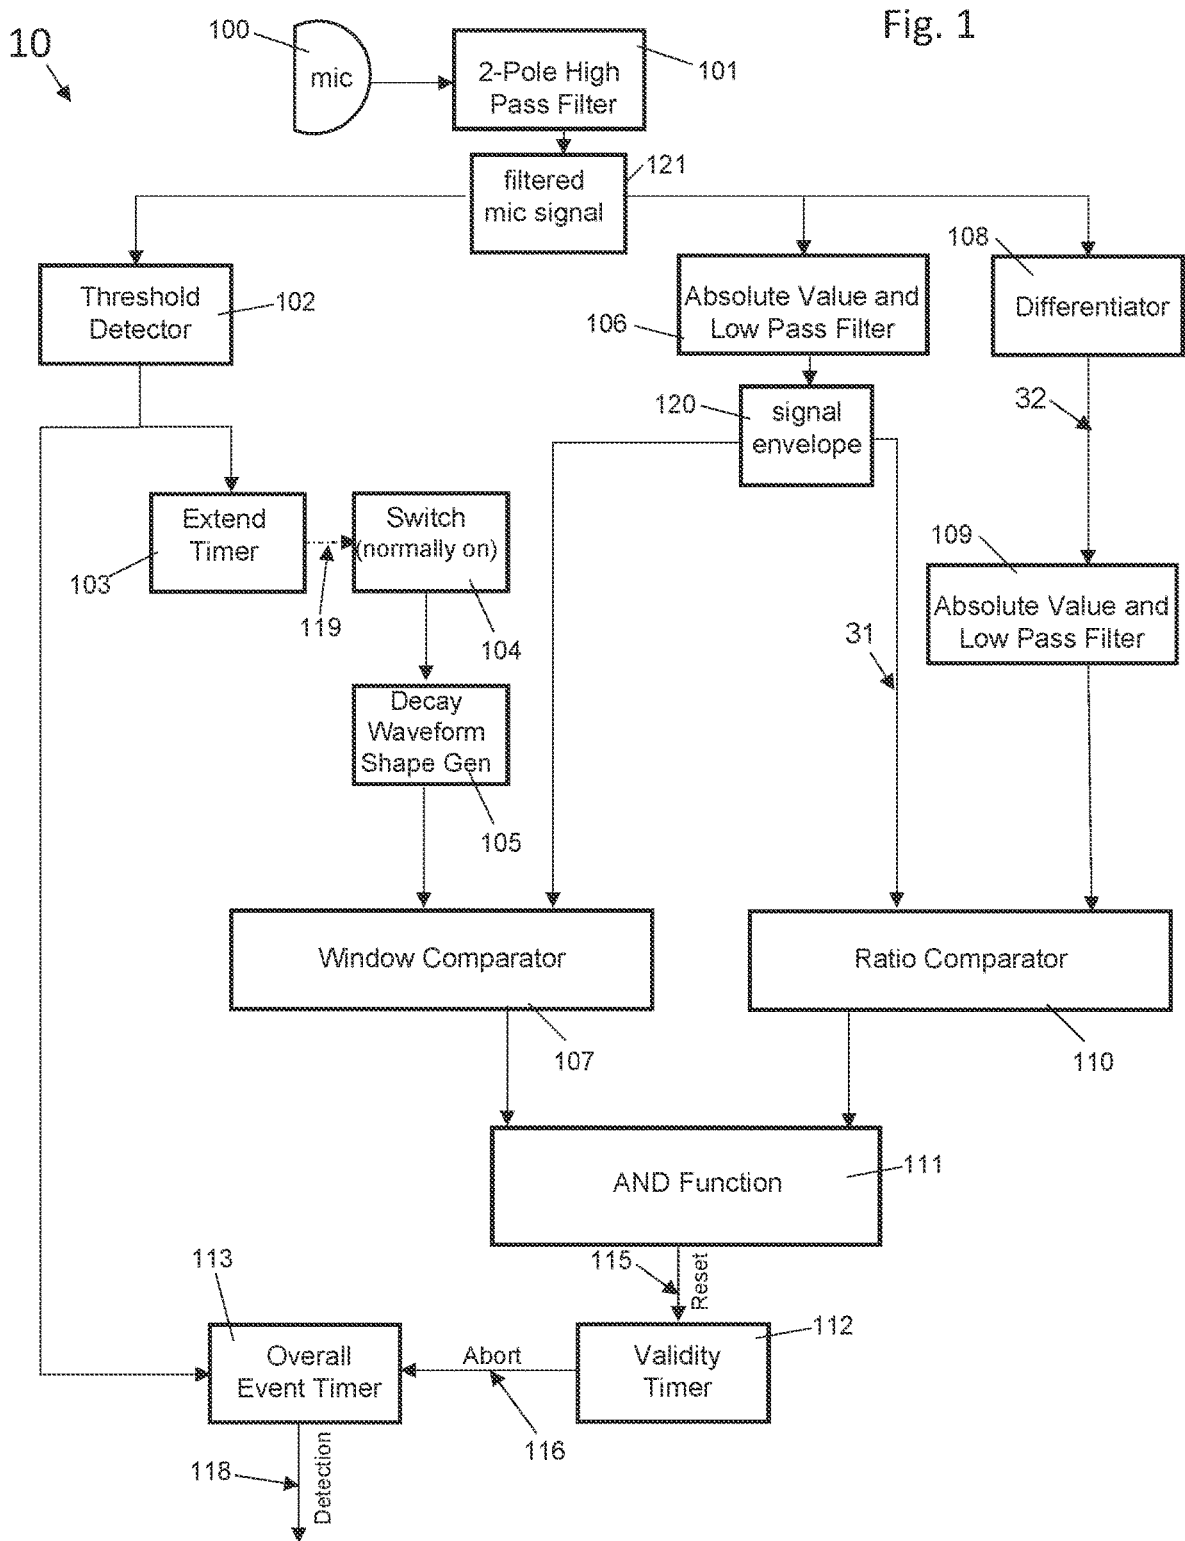 Fig. 1
10
100
mic
2-Pole High
Pass Filter
101
filtered
mic signal
121
Threshold
Detector
102
Absolute Value and
Low Pass Filter
106
108
Differentiator
32
120
signal
envelope
Extend
Timer
103
119
Switch
(normally on)
104
109
Absolute Value and
Low Pass Filter
31
Decay
Waveform
Shape Gen
105
Window Comparator
107
Ratio Comparator
110
AND Function
111
115
Reset
113
Overall
Event Timer
Abort
116
Validity
Timer
112
118
Detection